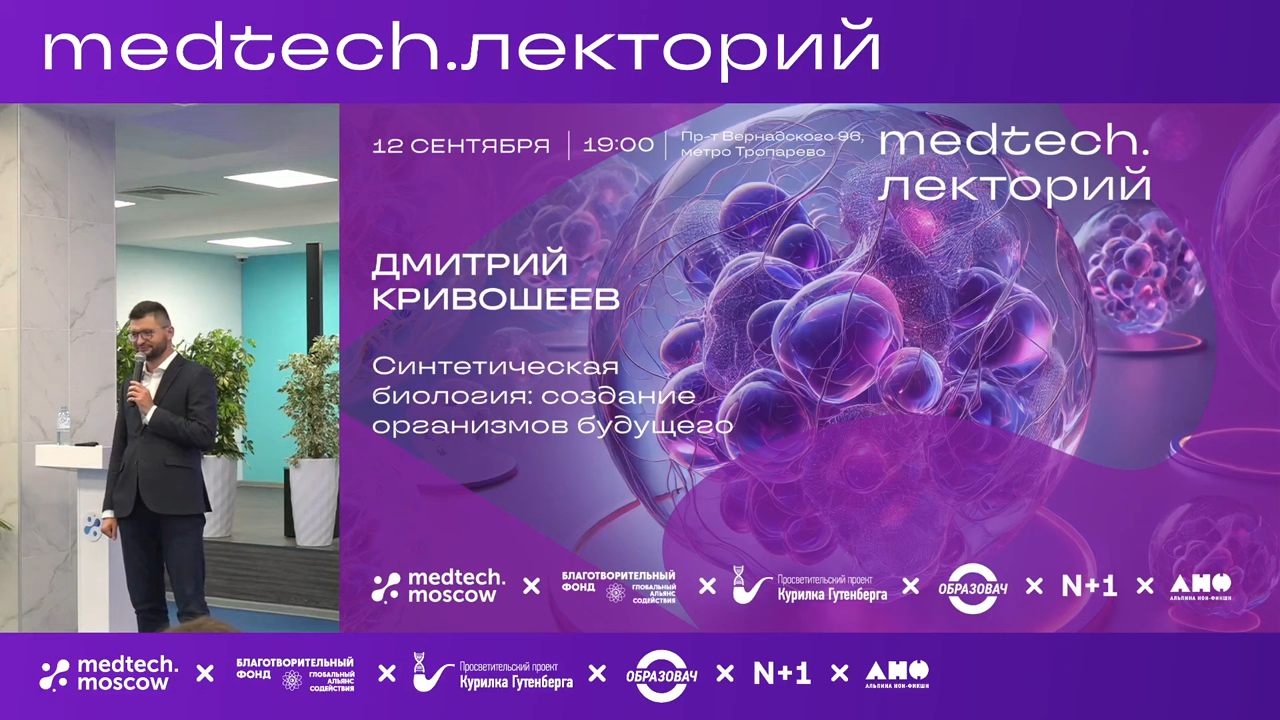 medtech.лекторий
12 СЕНТЯБРЯ
19:00
Пр-т Вернадского 96,
метро Тропарево
medtech.
лекторий
ДМИТРИЙ
КРИВОШЕЕВ
Синтетическая
биология: создание
организмов будущего
medtech.
moscow
БЛАГОТВОРИТЕЛЬНЫЙ
ФОНД
ГЛОБАЛЬНЫЙ
АЛЬЯНС
СОДЕЙСТВИЯ
Просветительский проект
Курилка Гутенберга
ОБРАЗОВАЧ
N+1
АНФ
АЛЬПИНА НОН-ФИКШН
medtech.
moscow
БЛАГОТВОРИТЕЛЬНЫЙ
ФОНД
ГЛОБАЛЬНЫЙ
АЛЬЯНС
СОДЕЙСТВИЯ
Просветительский проект
Курилка Гутенберга
ОБРАЗОВАЧ
N+1
АНФ
АЛЬПИНА НОН-ФИКШН